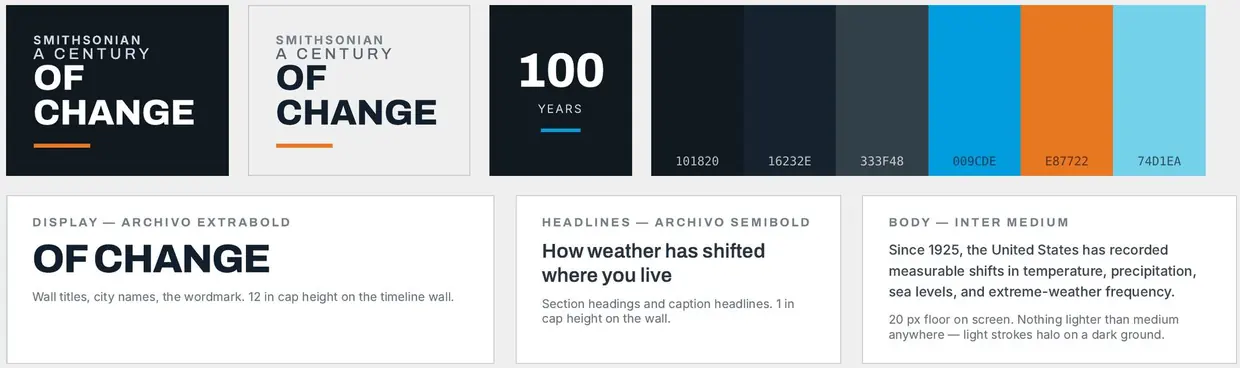 SMITHSONIAN
A CENTURY
OF
CHANGE
SMITHSONIAN
A CENTURY
OF
CHANGE
100
YEARS
101820
16232E
333F48
009CDE
E87722
74D1EA
DISPLAY — ARCHIVO EXTRABOLD
OF CHANGE
Wall titles, city names, the wordmark. 12 in cap height on the timeline wall.
HEADLINES — ARCHIVO SEMIBOLD
How weather has shifted
where you live
Section headings and caption headlines. 1 in
cap height on the wall.
BODY — INTER MEDIUM
Since 1925, the United States has recorded
measurable shifts in temperature, precipitation,
sea levels, and extreme-weather frequency.
20 px floor on screen. Nothing lighter than medium
anywhere — light strokes halo on a dark ground.